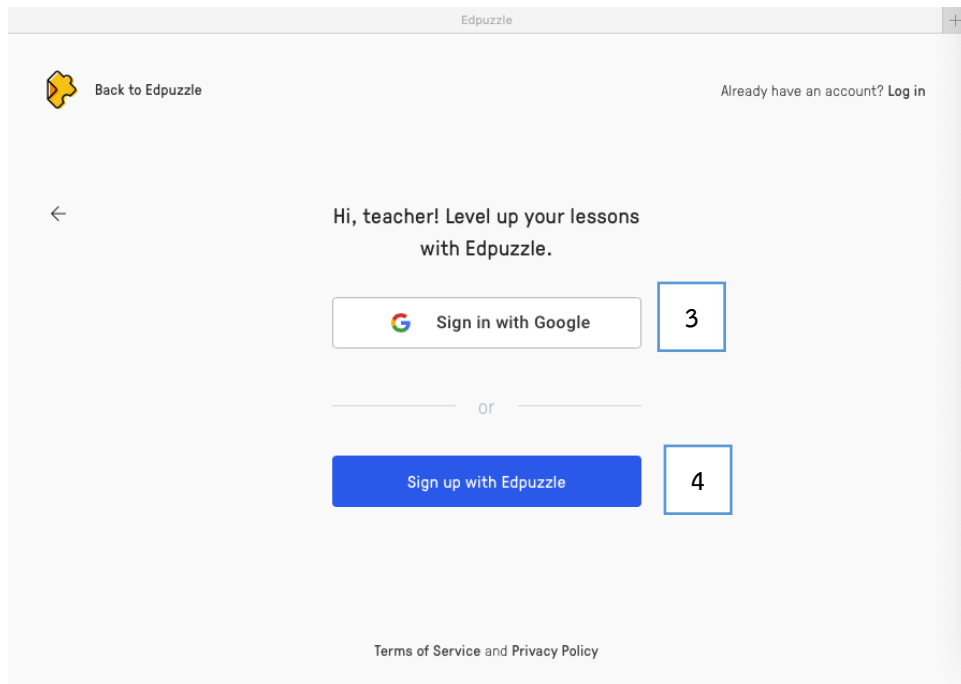 Edpuzzle
Back to Edpuzzle
Already have an account? Log in
Hi, teacher! Level up your lessons
with Edpuzzle.
Sign in with Google
3
or
Sign up with Edpuzzle
4
Terms of Service and Privacy Policy